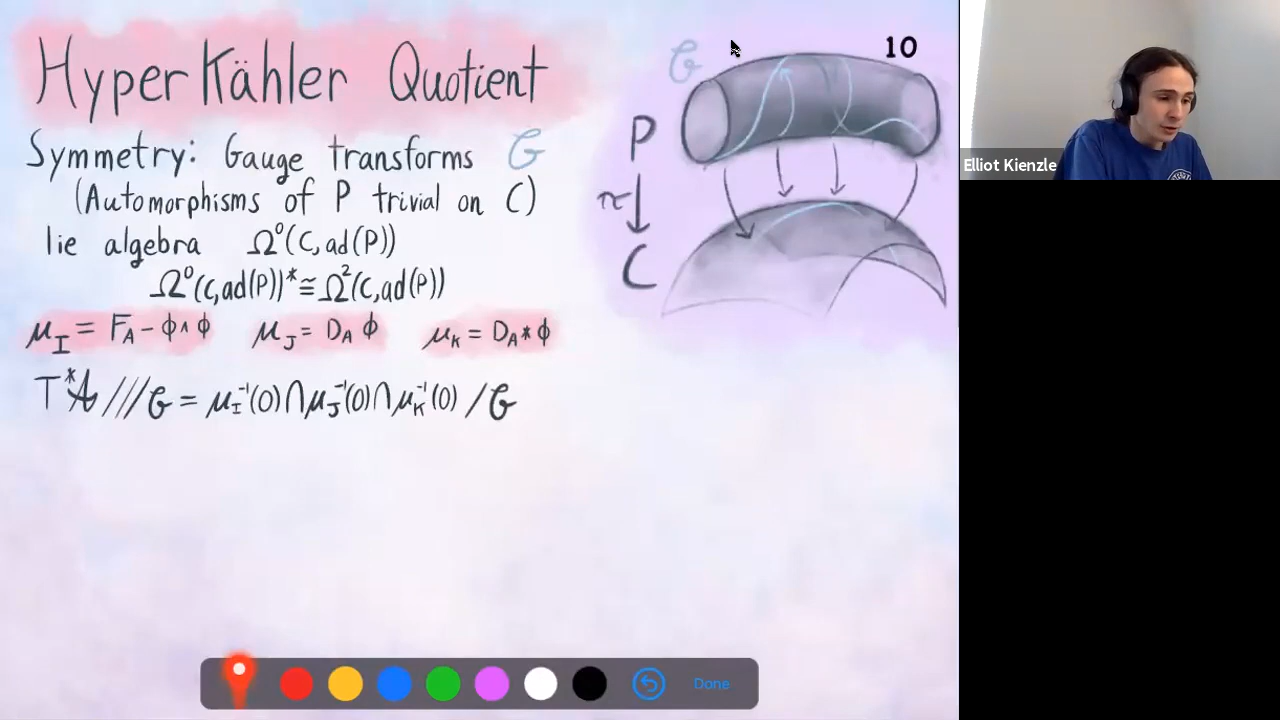 HyperKähler Quotient
Symmetry: Gauge transforms G
(Automorphisms of P trivial on C)
lie algebra Ω⁰(C, ad(P))
Ω⁰(C, ad(P))* ≅ Ω²(C, ad(P))
μ_I = F_A - ϕ∧ϕ μ_J = D_A ϕ μ_K = D_A * ϕ
T*A///G = μ_I⁻¹(0)∩μ_J⁻¹(0)∩μ_K⁻¹(0) /G
G
10
P
π
C
Elliot Kienzle
Done